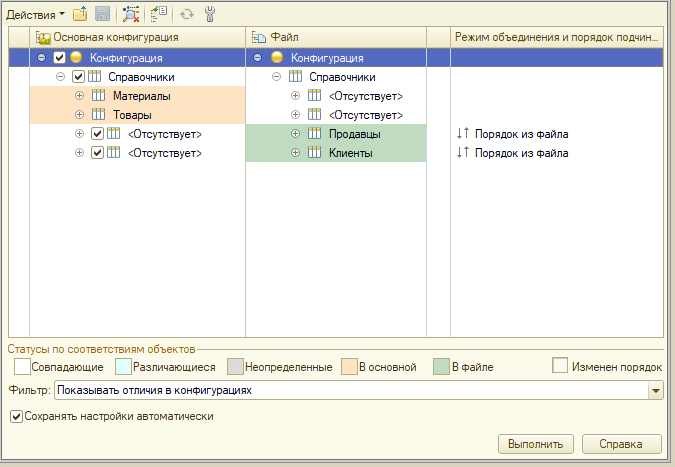 Действия
Основная конфигурация Файл Режим объединения и порядок подчин...
Конфигурация Конфигурация
Справочники Справочники
Материалы <Отсутствует>
Товары <Отсутствует>
<Отсутствует> Продавцы Порядок из файла
<Отсутствует> Клиенты Порядок из файла
Статусы по соответствиям объектов
Совпадающие Различающиеся Неопределенные В основной В файле Изменен порядок
Фильтр: Показывать отличия в конфигурациях
Сохранять настройки автоматически
Выполнить Справка